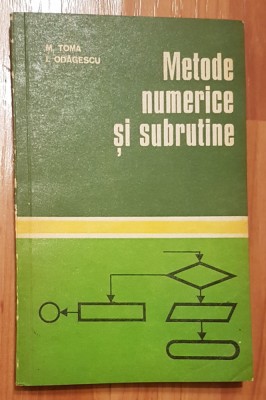 M. TOMA
I. ODĂGESCU
Metode
numerice
și subrutine